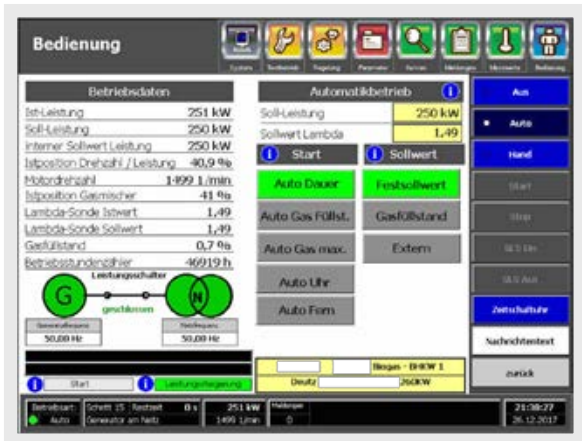 Bedienung
System
Testbetrieb
Regelung
Parameter
Meldungen
Messwerte
Bedienung
Betriebsdaten
Ist-Leistung 251 kW
Soll-Leistung 250 kW
interner Sollwert Leistung 250 kW
Istposition Drehzahl / Leistung 40,9 %
Motordrehzahl 1499 1/min
Istposition Gasmischer 41 %
Lambda-Sonde Istwert 1,49
Lambda-Sonde Sollwert 1,49
Gasfüllstand 0,7 %
Betriebsstundenzähler 46919 h
Leistungsschalter
G
N
geschlossen
Generatorfrequenz
50,00 Hz
Netzfrequenz
50,00 Hz
i Start
i Leistungsregelung
Automatikbetrieb i
Soll-Leistung 250 kW
Sollwert Lambda 1,49
i Start
i Sollwert
Auto Dauer
Festsollwert
Auto Gas Füllst.
Gasfüllstand
Auto Gas max.
Extern
Auto Uhr
Auto Fern
Biogas - BHKW 1
Deutz 260KW
Aus
Auto
Hand
Start
Stop
GLS Ein
GLS Aus
Zeitschaltuhr
Nachrichtentext
zurück
Betriebsart: Auto
Schritt 15 Restzeit 0 s
Generator am Netz
251 kW
1499 1/min
Meldungen
0
21:38:27
26.12.2017